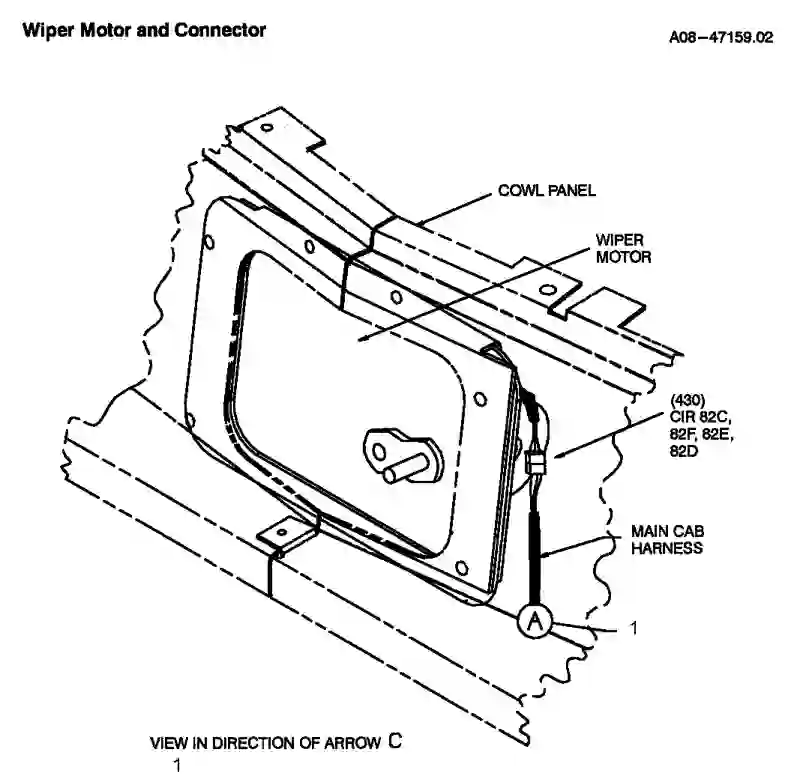 Wiper Motor and Connector
A08-47159.02
COWL PANEL
WIPER
MOTOR
(430)
CIR 82C,
82F, 82E,
82D
MAIN CAB
HARNESS
A
1
VIEW IN DIRECTION OF ARROW C
1